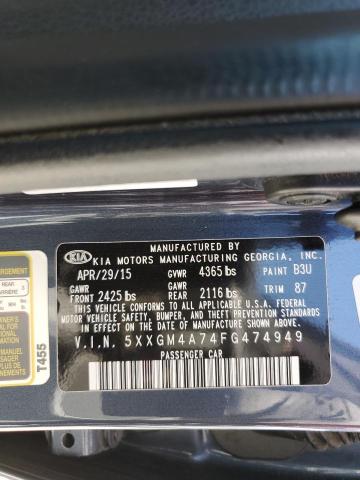 MANUFACTURED BY
KIA KIA MOTORS MANUFACTURING GEORGIA, INC.
APR/29/15 GVWR 4365 lbs PAINT B3U
GAWR GAWR
FRONT 2425 lbs REAR 2116 lbs TRIM 87
THIS VEHICLE CONFORMS TO ALL APPLICABLE U.S.A. FEDERAL
MOTOR VEHICLE SAFETY, BUMPER, AND THEFT PREVENTION
STANDARDS IN EFFECT ON THE DATE OF MANUFACTURE SHOWN ABOVE.
V.I.N. 5XXGM4A74FG474949
PASSENGER CAR
T455